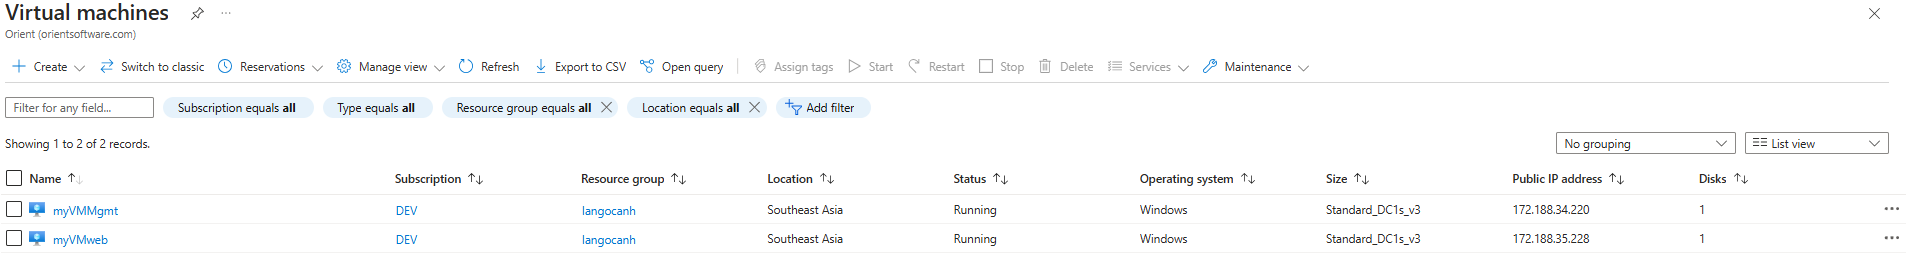 Virtual machines ...
Orient (orientsoftware.com)
Create Switch to classic Reservations Manage view Refresh Export to CSV Open query Assign tags Start Restart Stop Delete Services Maintenance
Filter for any field... Subscription equals all Type equals all Resource group equals all Location equals all Add filter
Showing 1 to 2 of 2 records. No grouping List view
Name Subscription Resource group Location Status Operating system Size Public IP address Disks
myVMMgmt DEV langocanh Southeast Asia Running Windows Standard_DC1s_v3 172.188.34.220 1 ...
myVMweb DEV langocanh Southeast Asia Running Windows Standard_DC1s_v3 172.188.35.228 1 ...